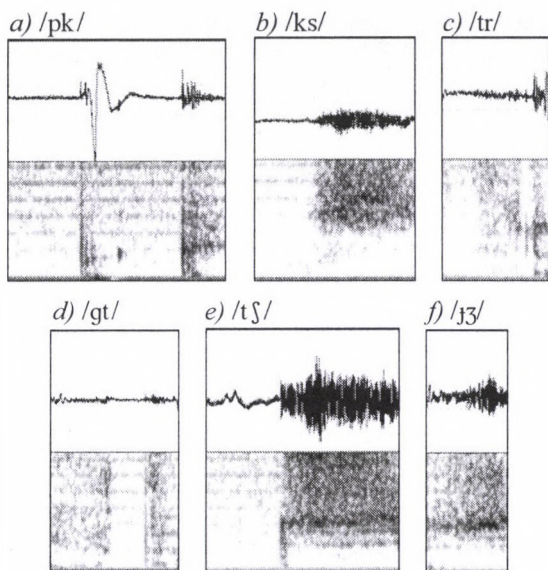 a) /pk/
b) /ks/
c) /tr/
d) /gt/
e) /tʃ/
f) /ɟʒ/